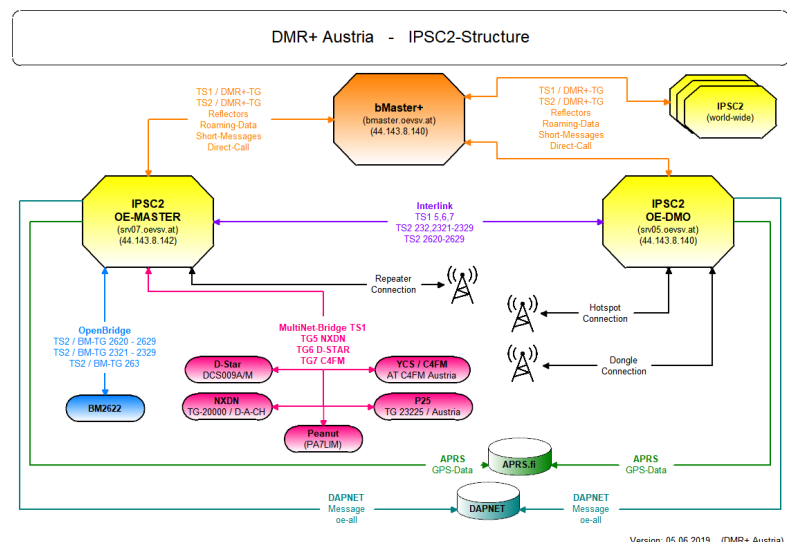 DMR+ Austria - IPSC2-Structure
TS1 / DMR+-TG
TS2 / DMR+-TG
Reflectors
Roaming-Data
Short-Messages
Direct-Call
bMaster+
(bmaster.oevsv.at)
(44.143.8.140)
TS1 / DMR+-TG
TS2 / DMR+-TG
Reflectors
Roaming-Data
Short-Messages
Direct-Call
IPSC2
(world-wide)
IPSC2
OE-MASTER
(srv07.oevsv.at)
(44.143.8.142)
Interlink
TS1 5,6,7
TS2 232,2321-2329
TS2 2620-2629
IPSC2
OE-DMO
(srv05.oevsv.at)
(44.143.8.140)
Repeater
Connection
Hotspot
Connection
Dongle
Connection
OpenBridge
TS2 / BM-TG 2620 - 2629
TS2 / BM-TG 2321 - 2329
TS2 / BM-TG 263
BM2622
MultiNet-Bridge TS1
TG5 NXDN
TG6 D-STAR
TG7 C4FM
D-Star
DCS009A/M
YCS / C4FM
AT C4FM Austria
NXDN
TG-20000 / D-A-CH
P25
TG 23225 / Austria
Peanut
(PA7LIM)
APRS
GPS-Data
APRS.fi
APRS
GPS-Data
DAPNET
Message
oe-all
DAPNET
DAPNET
Message
oe-all
Version: 05.06.2019 (DMR+ Austria)